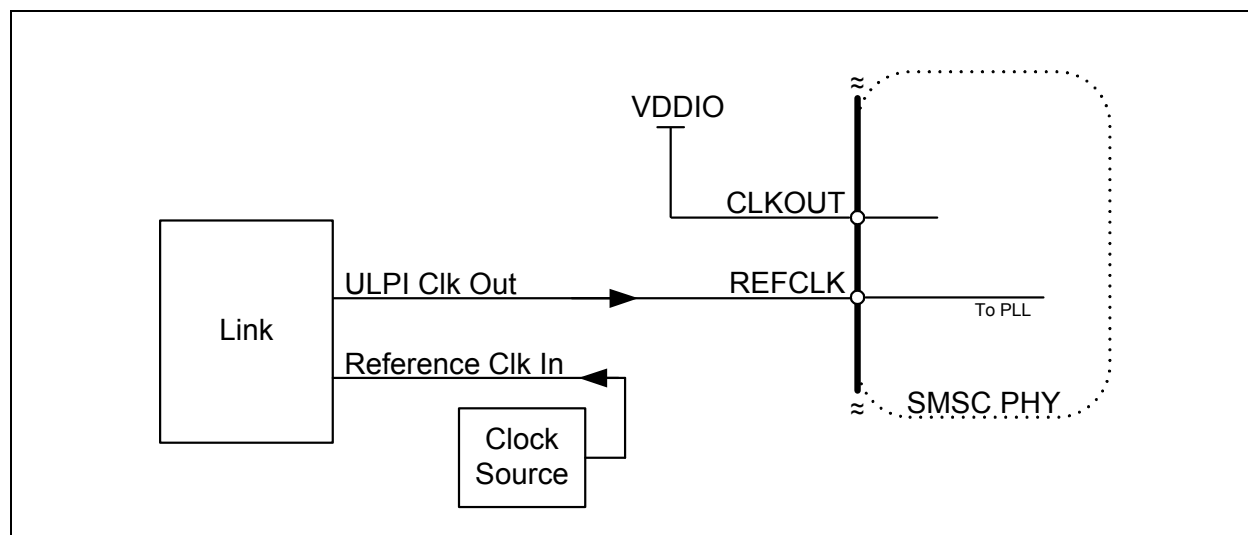 VDDIO
CLKOUT
ULPI Clk Out
REFCLK
To PLL
Link
Reference Clk In
SMSC PHY
Clock
Source